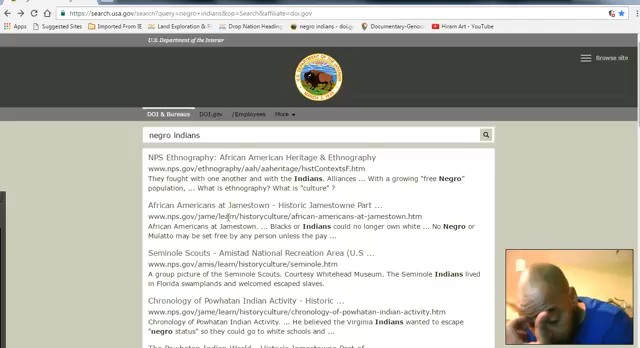 https://search.usa.gov/search?query=negro+indians&op=Search&affiliate=doi.gov
Apps Suggested Sites Imported From IE Land Exploration & F Drop Nation Heading negro indians - doi.g Documentary-Genoc Hiram Art - YouTube
U.S. Department of the Interior
Browse site
DOI & Bureaus DOI.gov /Employees More
negro indians
NPS Ethnography: African American Heritage & Ethnography
www.nps.gov/ethnography/aah/aaheritage/histContextsF.htm
They fought with one another and with the Indians. Alliances ... With a growing "free Negro"
population, ... What is ethnography? What is "culture" ?
African Americans at Jamestown - Historic Jamestowne Part ...
www.nps.gov/jame/learn/historyculture/african-americans-at-jamestown.htm
African Americans at Jamestown. ... Blacks or Indians could no longer own white ... No Negro or
Mulatto may be set free by any person unless the pay ...
Seminole Scouts - Amistad National Recreation Area (U.S ...
www.nps.gov/amis/learn/historyculture/seminole.htm
A group picture of the Seminole Scouts. Courtesy Whitehead Museum. The Seminole Indians lived
in Florida swamplands and welcomed escaped slaves.
Chronology of Powhatan Indian Activity - Historic ...
www.nps.gov/jame/learn/historyculture/chronology-of-powhatan-indian-activity.htm
Chronology of Powhatan Indian Activity. ... He believed the Virginia Indians wanted to escape
"negro status" so they could go to white schools and ...
The Powhatan Indian World - Historic Jamestowne Part of